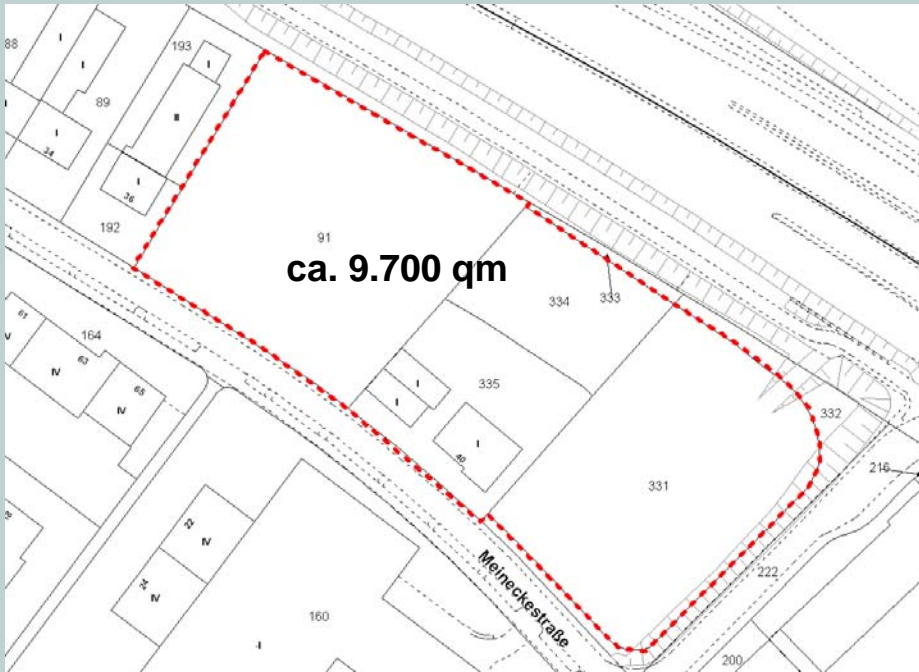 88
I
I
193
I
89
II
I
I
34
I
36
192
91
ca. 9.700 qm
334
333
61
164
63
IV
IV
65
I
I
335
I
40
332
331
216
Meineckestraße
222
22
IV
24
IV
160
200